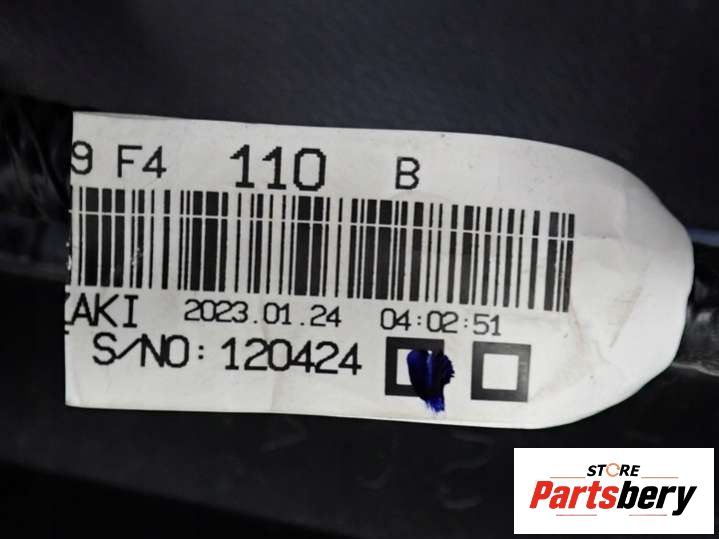 9 F4 110 B
ZAKI 2023.01.24 04:02:51
S/NO: 120424
STORE
Partsbery